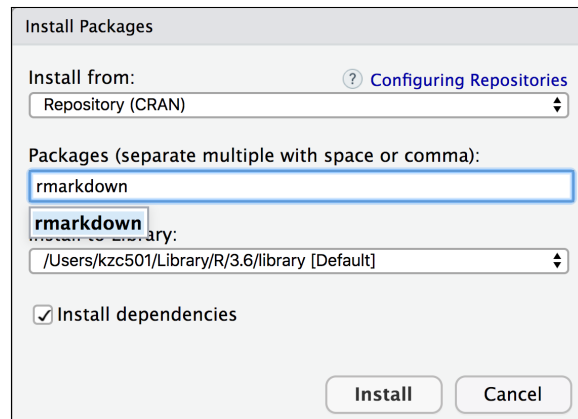 Install Packages
Install from:
? Configuring Repositories
Repository (CRAN)
Packages (separate multiple with space or comma):
rmarkdown
rmarkdown
Install to Library:
/Users/kzc501/Library/R/3.6/library [Default]
Install dependencies
Install Cancel